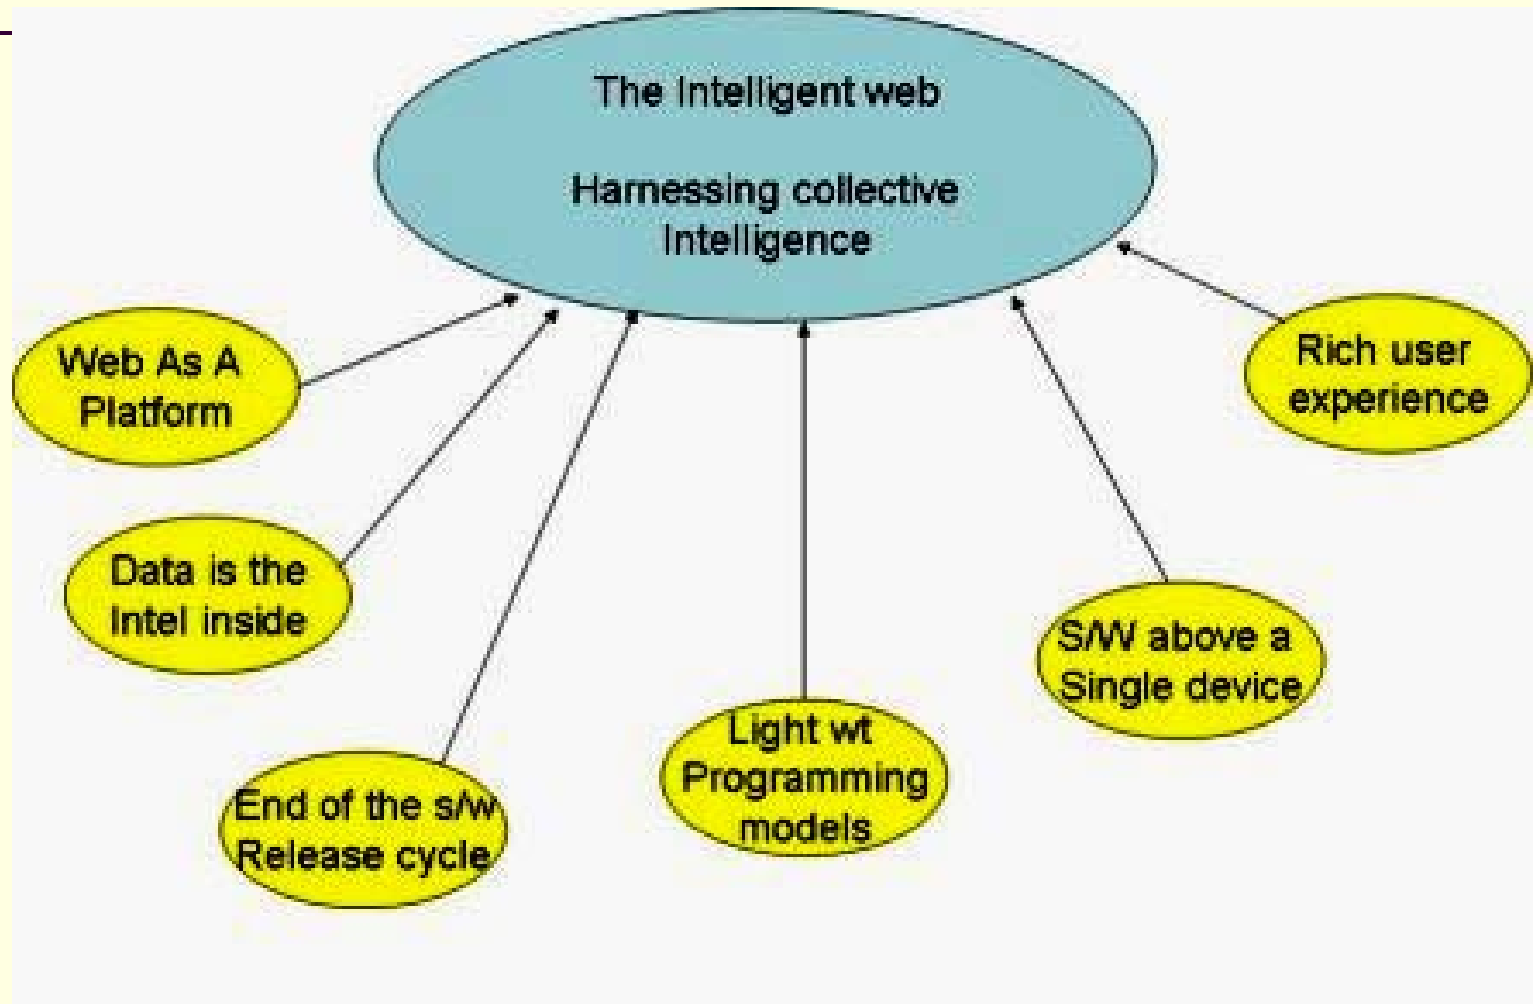 The Intelligent web
Harnessing collective
Intelligence
Web As A
Platform
Rich user
experience
Data is the
Intel inside
S/W above a
Single device
Light wt
Programming
models
End of the s/w
Release cycle